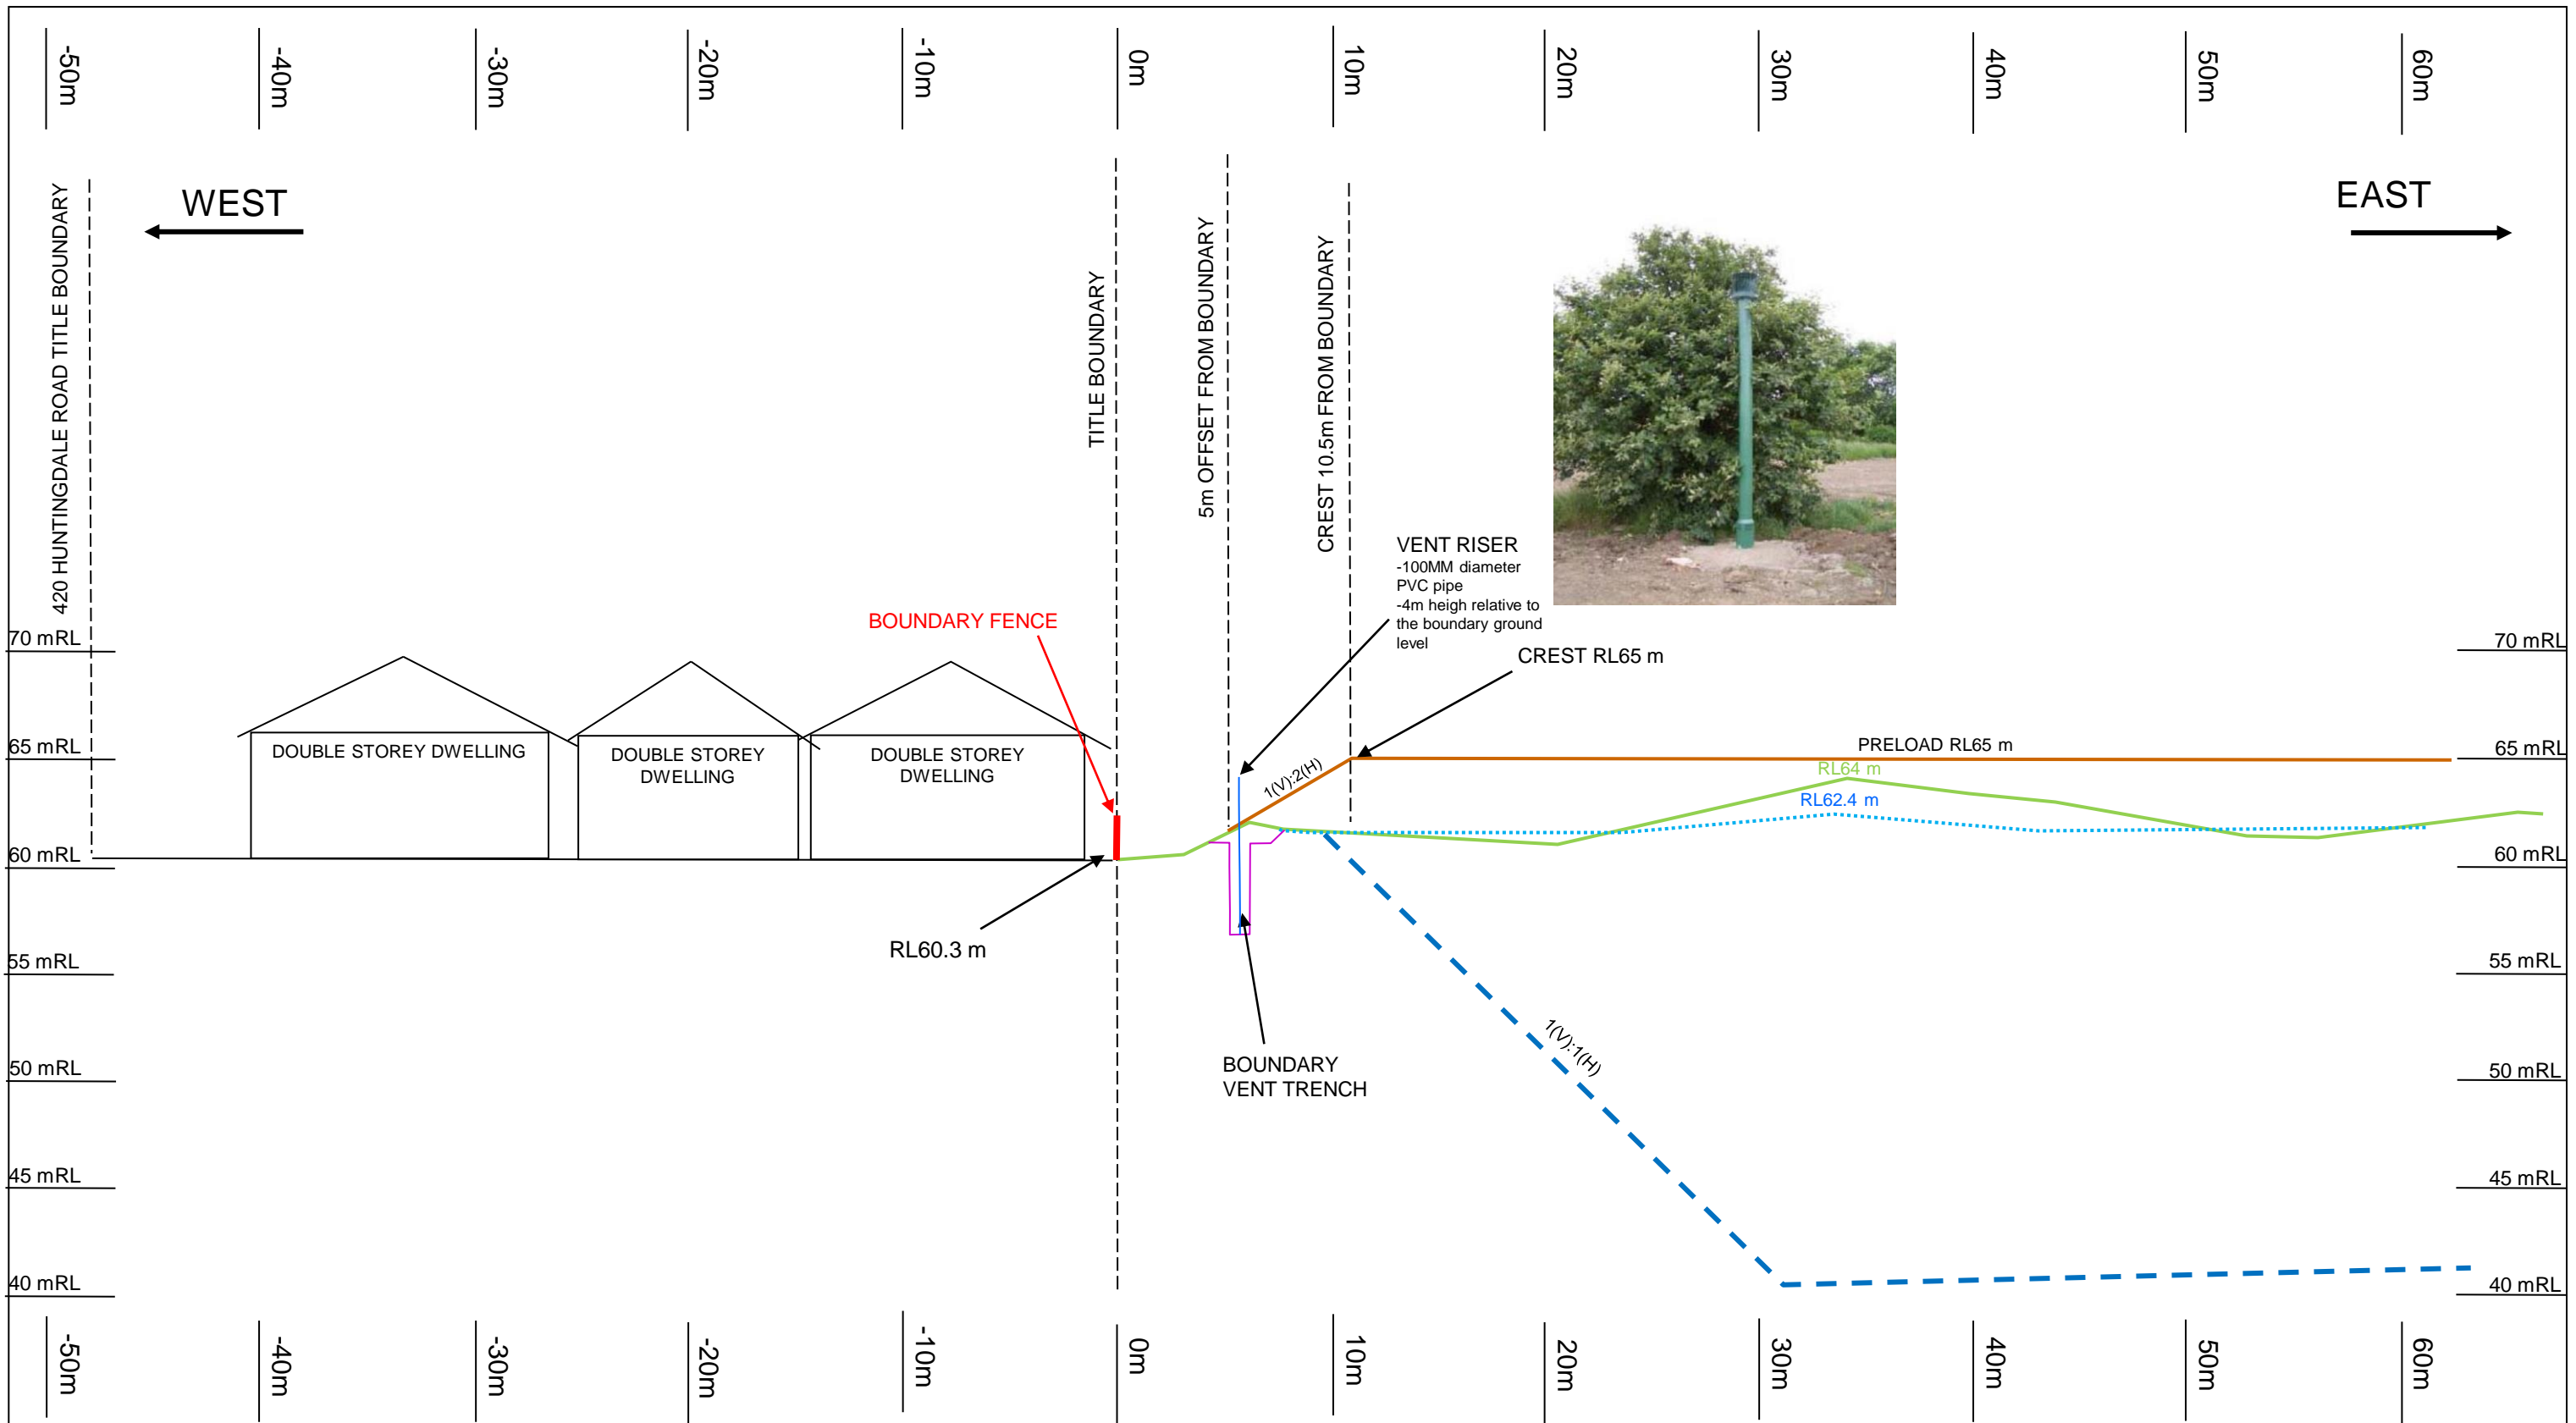 -50m
-40m
-30m
-20m
-10m
0m
10m
20m
30m
40m
50m
60m
WEST
EAST
420 HUNTINGDALE ROAD TITLE BOUNDARY
TITLE BOUNDARY
5m OFFSET FROM BOUNDARY
CREST 10.5m FROM BOUNDARY
VENT RISER
-100MM diameter
PVC pipe
-4m heigh relative to
the boundary ground
level
BOUNDARY FENCE
CREST RL65 m
70 mRL
70 mRL
65 mRL
65 mRL
DOUBLE STOREY DWELLING
DOUBLE STOREY
DWELLING
DOUBLE STOREY
DWELLING
1(V):2(H)
PRELOAD RL65 m
RL64 m
RL62.4 m
60 mRL
60 mRL
RL60.3 m
55 mRL
55 mRL
1(V):1(H)
BOUNDARY
VENT TRENCH
50 mRL
50 mRL
45 mRL
45 mRL
40 mRL
40 mRL
-50m
-40m
-30m
-20m
-10m
0m
10m
20m
30m
40m
50m
60m